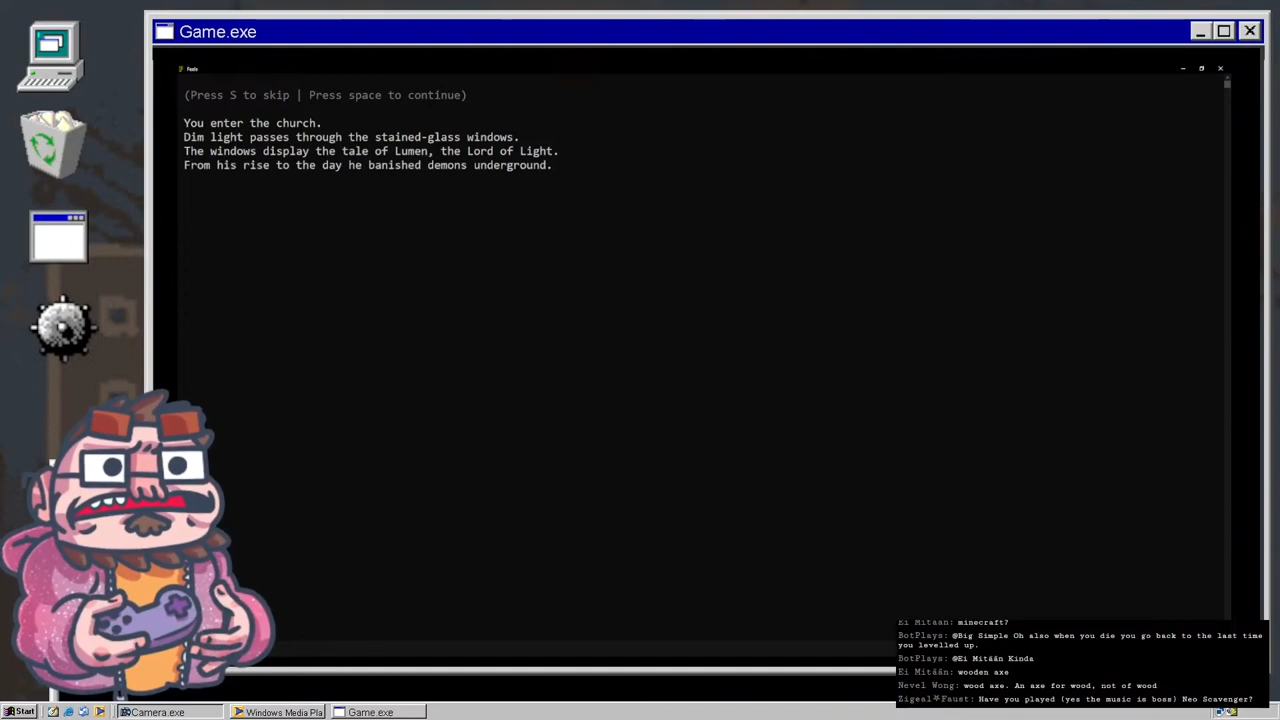 Game.exe
Feels
(Press S to skip | Press space to continue)
You enter the church.
Dim light passes through the stained-glass windows.
The windows display the tale of Lumen, the Lord of Light.
From his rise to the day he banished demons underground.
Ei Mitään: minecraft?
BotPlays: @Big Simple Oh also when you die you go back to the last time
you levelled up.
BotPlays: @Ei Mitään Kinda
Ei Mitään: wooden axe
Nevel Wong: wood axe. An axe for wood, not of wood
Zigeal☥Faust: Have you played (yes the music is boss) Neo Scavenger?
Start
Camera.exe
Windows Media Pla
Game.exe